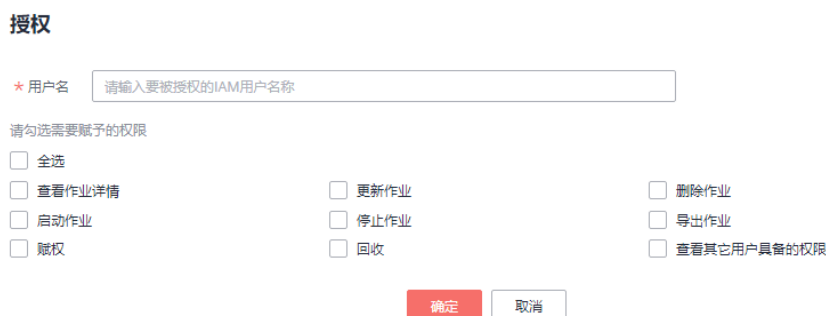 授权
* 用户名 请输入要被授权的IAM用户名称
请勾选需要赋予的权限
全选
查看作业详情 更新作业 删除作业
启动作业 停止作业 导出作业
赋权 回收 查看其它用户具备的权限
确定 取消